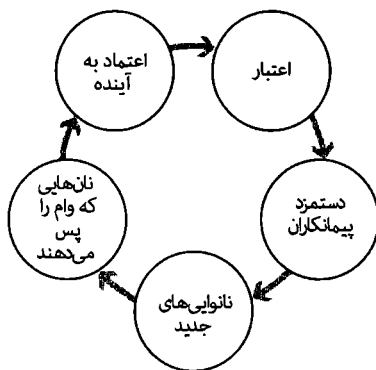 اعتماد به
آینده
اعتبار
دستمزد
پیمانکاران
نانوایی‌های
جدید
نان‌هایی
که وام را
پس
می‌دهند